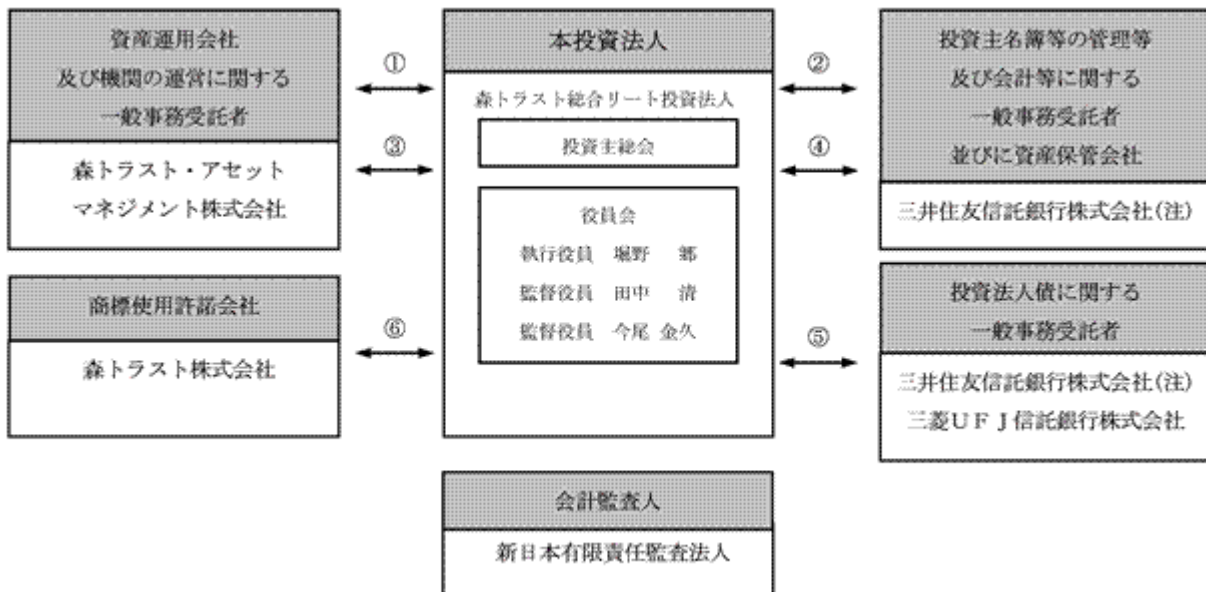 資産運用会社
及び機関の運営に関する
一般事務受託者
森トラスト・アセット
マネジメント株式会社
商標使用許諾会社
森トラスト株式会社
①
③
⑥
本投資法人
森トラスト総合リート投資法人
投資主総会
役員会
執行役員 堀野 郷
監督役員 田中 清
監督役員 今尾 金久
②
④
⑤
投資主名簿等の管理等
及び会計等に関する
一般事務受託者
並びに資産保管会社
三井住友信託銀行株式会社(注)
投資法人債に関する
一般事務受託者
三井住友信託銀行株式会社(注)
三菱UFJ信託銀行株式会社
会計監査人
新日本有限責任監査法人